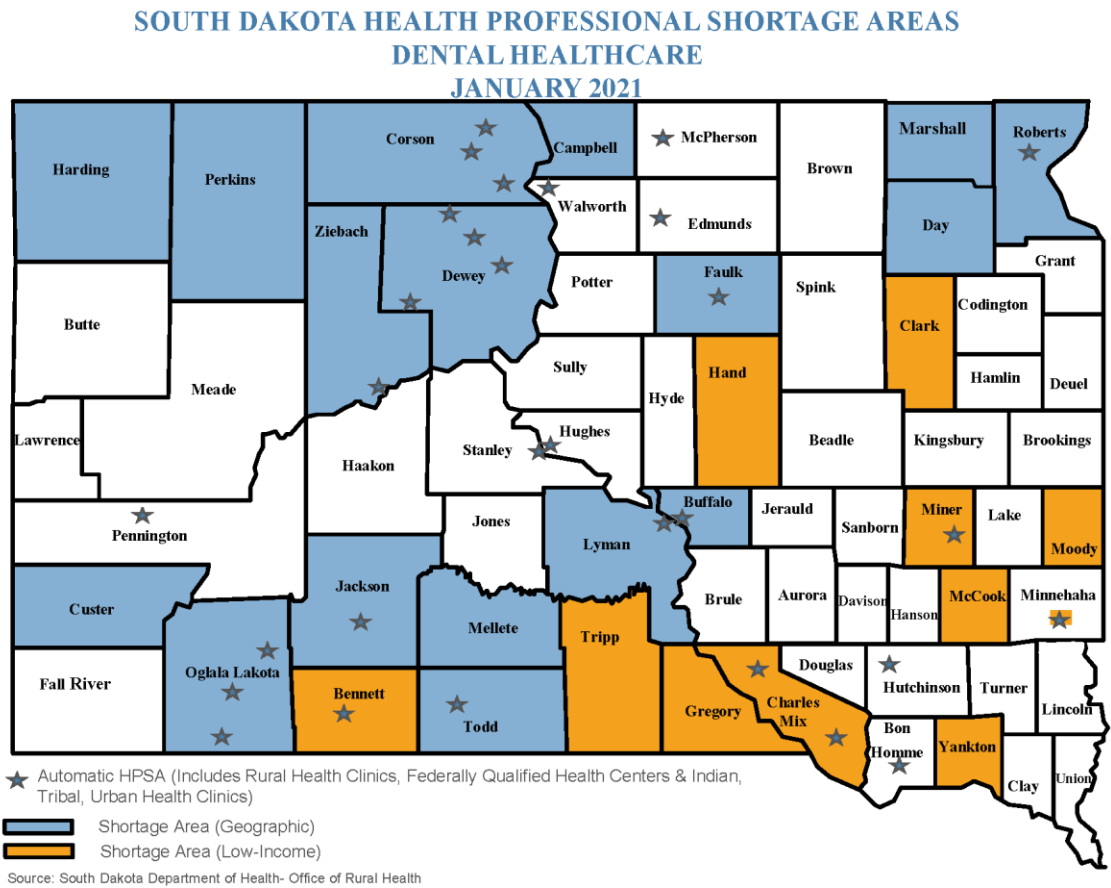 SOUTH DAKOTA HEALTH PROFESSIONAL SHORTAGE AREAS
DENTAL HEALTHCARE
JANUARY 2021
Harding
Perkins
Corson
Campbell
McPherson
Brown
Marshall
Roberts
Walworth
Edmunds
Day
Ziebach
Dewey
Potter
Faulk
Spink
Grant
Codington
Butte
Clark
Meade
Sully
Hyde
Hand
Hamlin
Deuel
Lawrence
Haakon
Stanley
Hughes
Beadle
Kingsbury
Brookings
Pennington
Jones
Lyman
Buffalo
Jerauld
Sanborn
Miner
Lake
Moody
Custer
Jackson
Mellete
Tripp
Brule
Aurora
Davison
Hanson
McCook
Minnehaha
Fall River
Oglala Lakota
Bennett
Todd
Gregory
Charles
Mix
Douglas
Hutchinson
Turner
Lincoln
Bon
Homme
Yankton
Clay
Union
Automatic HPSA (Includes Rural Health Clinics, Federally Qualified Health Centers & Indian,
Tribal, Urban Health Clinics)
Shortage Area (Geographic)
Shortage Area (Low-Income)
Source: South Dakota Department of Health- Office of Rural Health